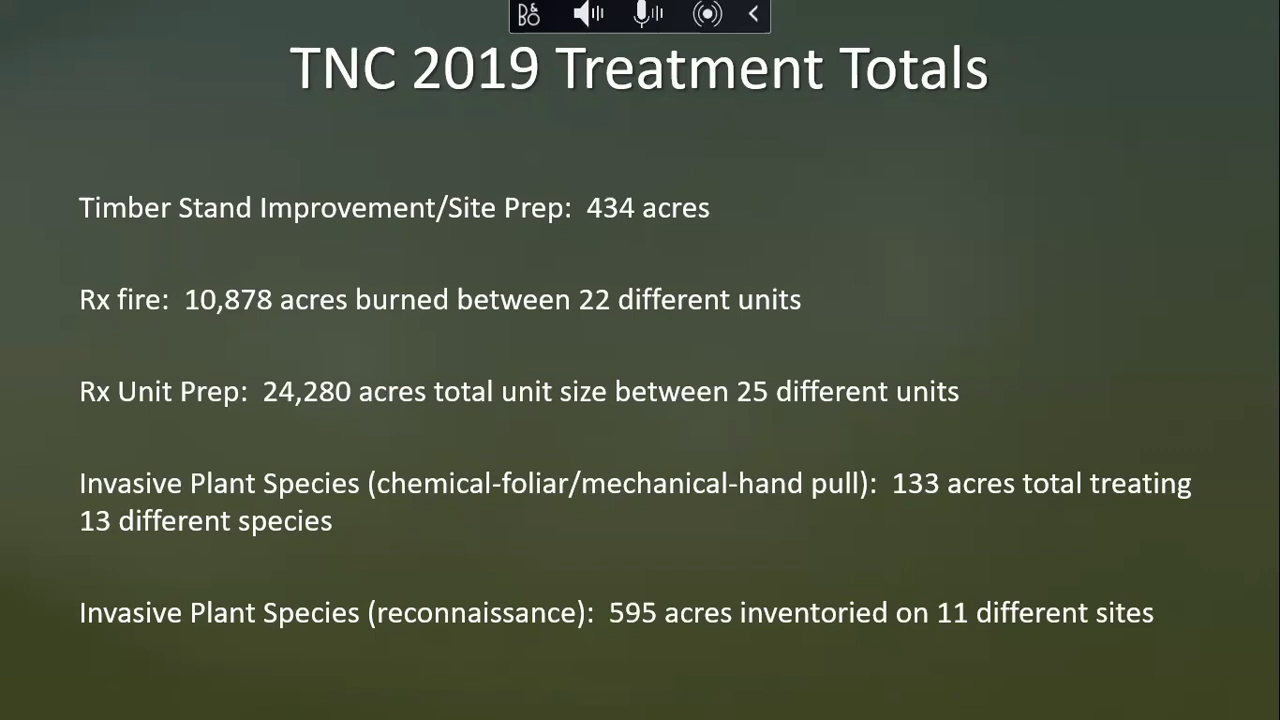 B&O
TNC 2019 Treatment Totals
Timber Stand Improvement/Site Prep:  434 acres
Rx fire:  10,878 acres burned between 22 different units
Rx Unit Prep:  24,280 acres total unit size between 25 different units
Invasive Plant Species (chemical-foliar/mechanical-hand pull):  133 acres total treating
13 different species
Invasive Plant Species (reconnaissance):  595 acres inventoried on 11 different sites